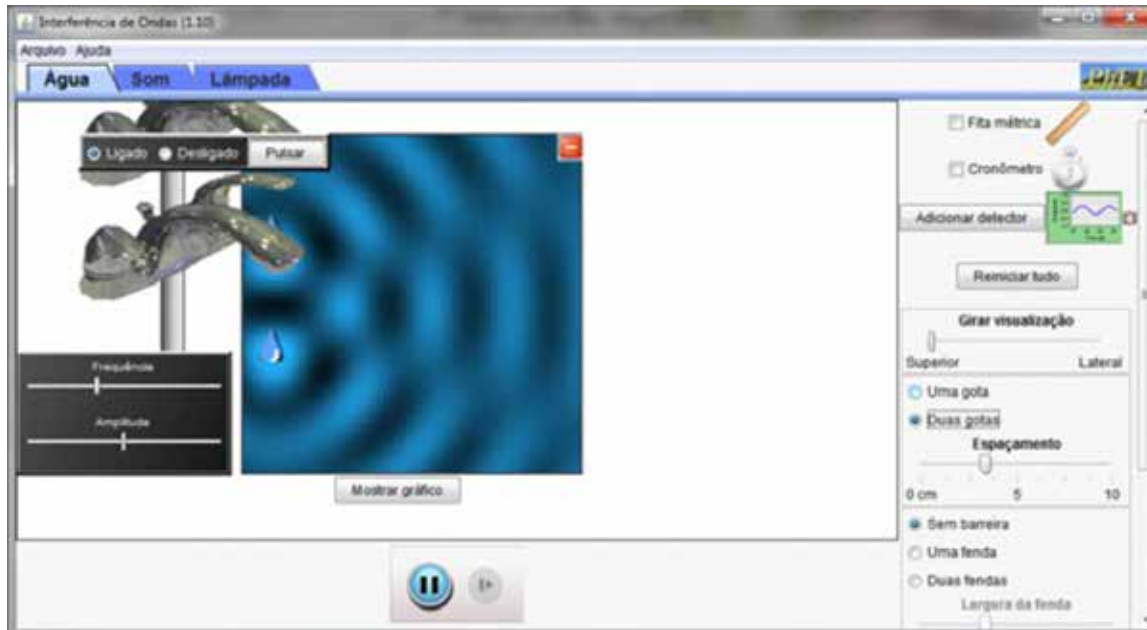 Interferência de Ondas (1.10)
Arquivo Ajuda
Água Som Lâmpada
Ligado Desligado Pulsar
Frequência
Amplitude
Mostrar gráfico
Fita métrica
Cronômetro
Adicionar detector
Reiniciar tudo
Girar visualização
Superior Lateral
Uma gota
Duas gotas
Espaçamento
0 cm 5 10
Sem barreira
Uma fenda
Duas fendas
Largura da fenda